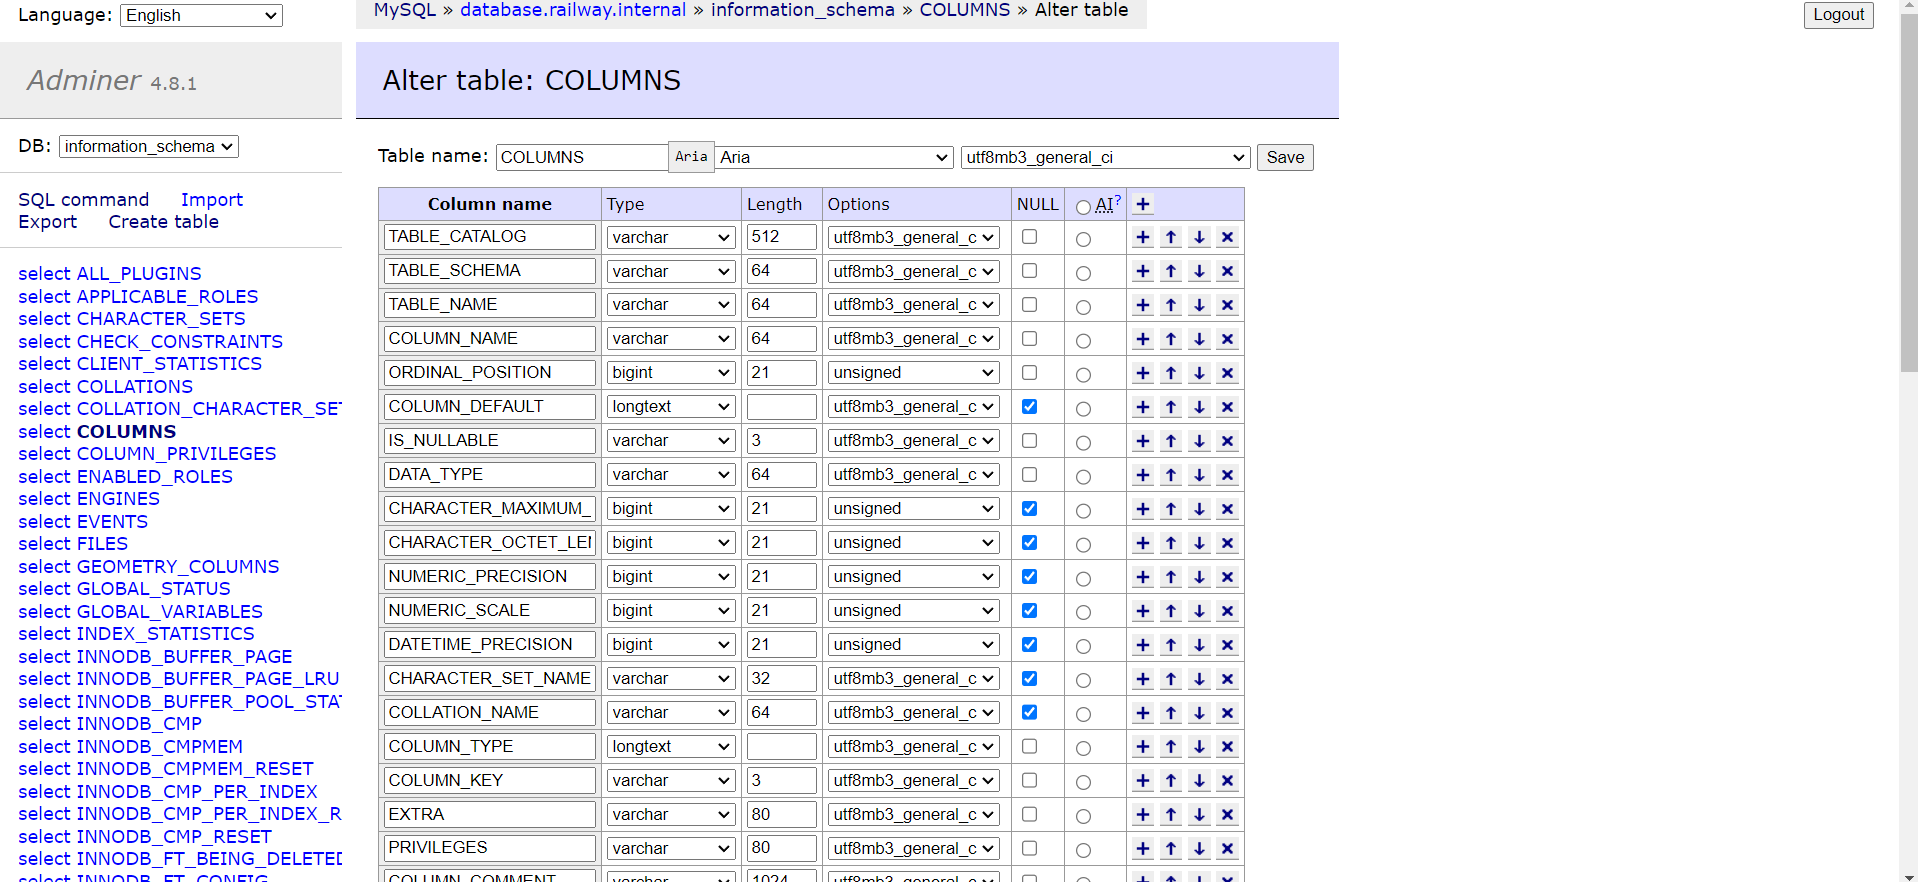 Language: English
MySQL » database.railway.internal » information_schema » COLUMNS » Alter table
Logout
Adminer 4.8.1
Alter table: COLUMNS
DB: information_schema
SQL command Import
Export Create table
select ALL_PLUGINS
select APPLICABLE_ROLES
select CHARACTER_SETS
select CHECK_CONSTRAINTS
select CLIENT_STATISTICS
select COLLATIONS
select COLLATION_CHARACTER_SET
select COLUMNS
select COLUMN_PRIVILEGES
select ENABLED_ROLES
select ENGINES
select EVENTS
select FILES
select GEOMETRY_COLUMNS
select GLOBAL_STATUS
select GLOBAL_VARIABLES
select INDEX_STATISTICS
select INNODB_BUFFER_PAGE
select INNODB_BUFFER_PAGE_LRU
select INNODB_BUFFER_POOL_STAT
select INNODB_CMP
select INNODB_CMPMEM
select INNODB_CMPMEM_RESET
select INNODB_CMP_PER_INDEX
select INNODB_CMP_PER_INDEX_R
select INNODB_CMP_RESET
select INNODB_FT_BEING_DELETED
select INNODB_FT_CONFIG
Table name: COLUMNS Aria Aria utf8mb3_general_ci Save
Column name Type Length Options NULL AI?
TABLE_CATALOG varchar 512 utf8mb3_general_c
TABLE_SCHEMA varchar 64 utf8mb3_general_c
TABLE_NAME varchar 64 utf8mb3_general_c
COLUMN_NAME varchar 64 utf8mb3_general_c
ORDINAL_POSITION bigint 21 unsigned
COLUMN_DEFAULT longtext utf8mb3_general_c
IS_NULLABLE varchar 3 utf8mb3_general_c
DATA_TYPE varchar 64 utf8mb3_general_c
CHARACTER_MAXIMUM_ bigint 21 unsigned
CHARACTER_OCTET_LEN bigint 21 unsigned
NUMERIC_PRECISION bigint 21 unsigned
NUMERIC_SCALE bigint 21 unsigned
DATETIME_PRECISION bigint 21 unsigned
CHARACTER_SET_NAME varchar 32 utf8mb3_general_c
COLLATION_NAME varchar 64 utf8mb3_general_c
COLUMN_TYPE longtext utf8mb3_general_c
COLUMN_KEY varchar 3 utf8mb3_general_c
EXTRA varchar 80 utf8mb3_general_c
PRIVILEGES varchar 80 utf8mb3_general_c
COLUMN_COMMENT varchar 1024 utf8mb3_general_c